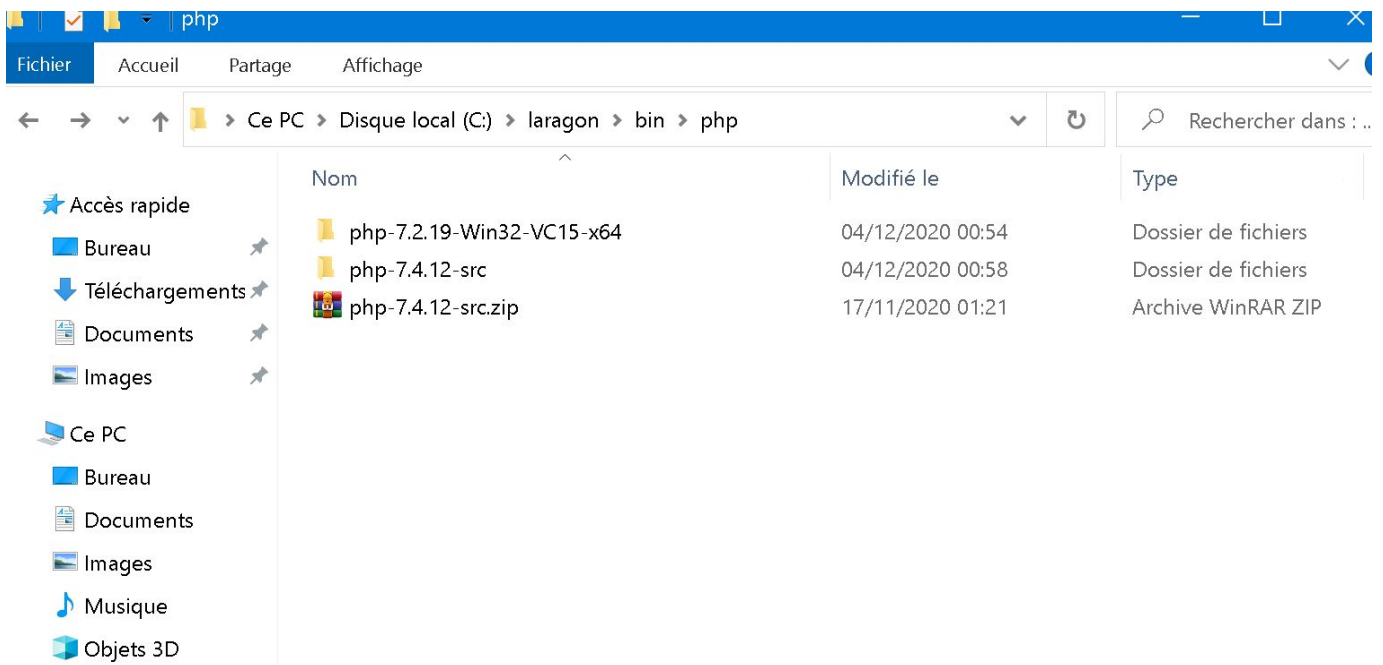 php
Fichier Accueil Partage Affichage
Ce PC > Disque local (C:) > laragon > bin > php Rechercher dans : ...
Nom Modifié le Type
Accès rapide
php-7.2.19-Win32-VC15-x64 04/12/2020 00:54 Dossier de fichiers
Bureau
php-7.4.12-src 04/12/2020 00:58 Dossier de fichiers
Téléchargements
php-7.4.12-src.zip 17/11/2020 01:21 Archive WinRAR ZIP
Documents
Images
Ce PC
Bureau
Documents
Images
Musique
Objets 3D